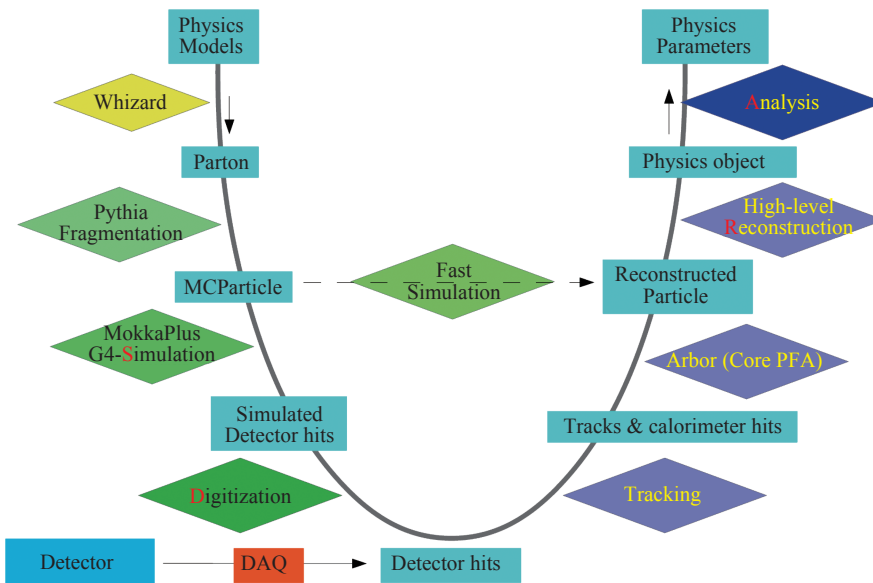 Physics
Models
Whizard
Parton
Pythia
Fragmentation
MCParticle
MokkaPlus
G4-Simulation
Simulated
Detector hits
Digitization
Detector
DAQ
Detector hits
Fast
Simulation
Physics
Parameters
Analysis
Physics object
High-level
Reconstruction
Reconstructed
Particle
Arbor (Core PFA)
Tracks & calorimeter hits
Tracking